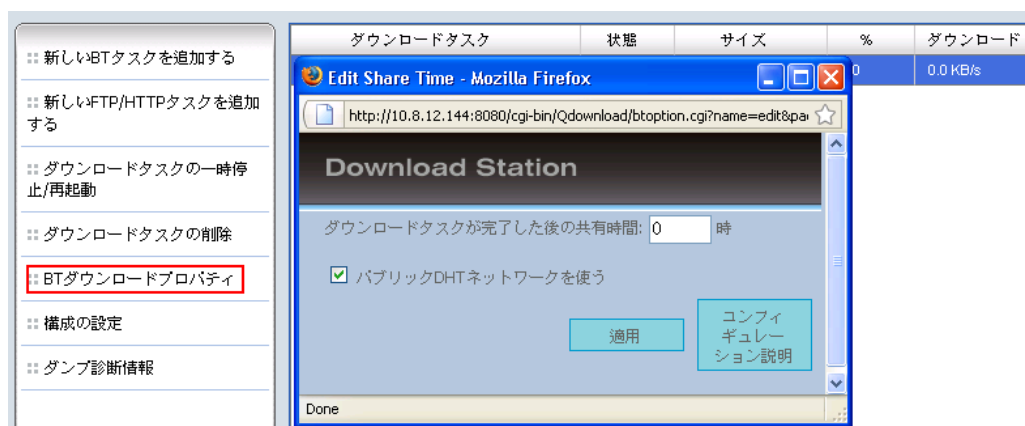 新しいBTタスクを追加する
新しいFTP/HTTPタスクを追加
する
ダウンロードタスクの一時停
止/再起動
ダウンロードタスクの削除
BTダウンロードプロパティ
構成の設定
ダンプ診断情報
ダウンロードタスク 状態 サイズ % ダウンロード
0 0.0 KB/s
Edit Share Time - Mozilla Firefox
http://10.8.12.144:8080/cgi-bin/Qdownload/btoption.cgi?name=edit&pa
Download Station
ダウンロードタスクが完了した後の共有時間: 0 時
パブリックDHTネットワークを使う
適用
コンフィ
ギュレー
ション説明
Done